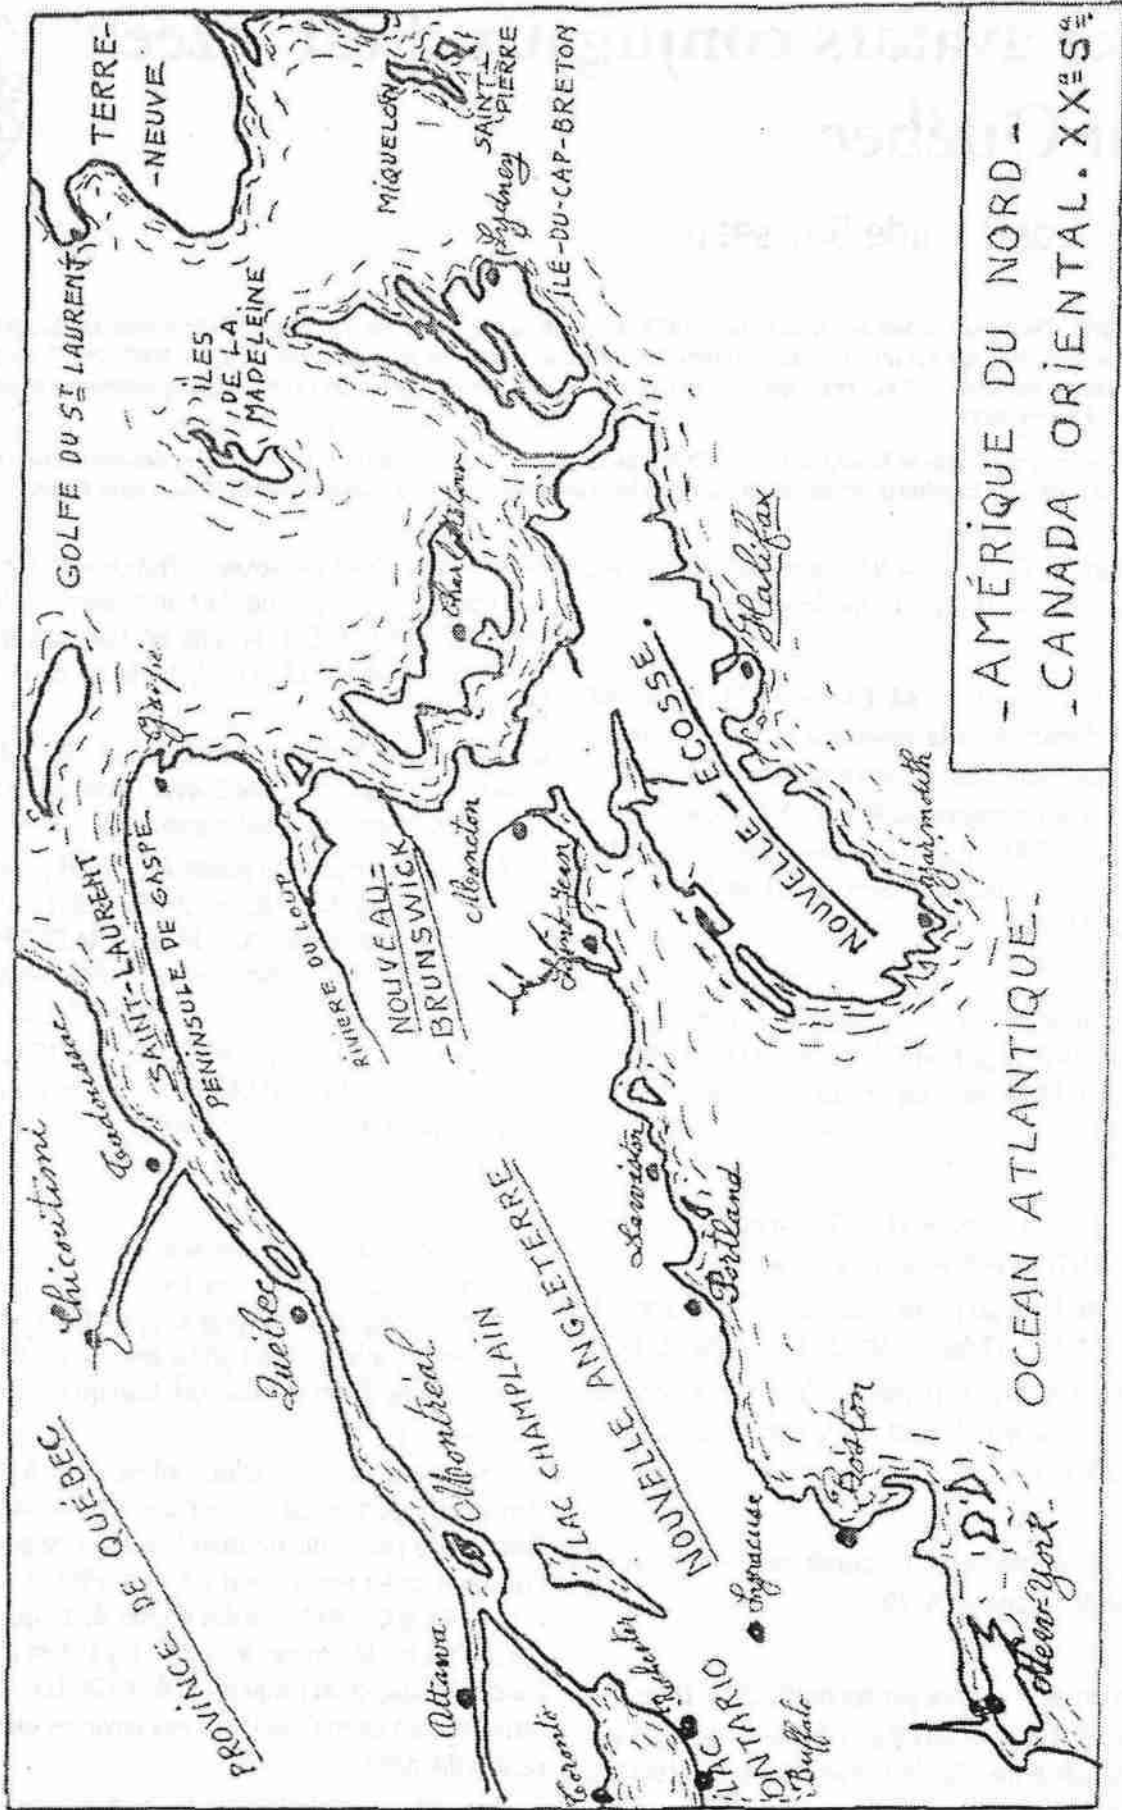 - AMÉRIQUE DU NORD -
- CANADA ORIENTAL. XXᵉ Sᵉ.
TERRE-
-NEUVE
GOLFE DU Sᵗ LAURENT
ILES
DE LA
MADELEINE
MIQUELON
SAINT-
PIERRE
Sydney
ILE-DU-CAP-BRETON
Charlottetown
Gaspé
SAINT-LAURENT
PENINSULE DE GASPE
RIVIERE DU LOUP
NOUVEAU-
-BRUNSWICK
Moncton
Saint-Jean
NOUVELLE-ECOSSE
Halifax
Yarmouth
Chicoutimi
Tadoussac
Québec
PROVINCE DE QUÉBEC
Montréal
Ottawa
LAC CHAMPLAIN
NOUVELLE ANGLETERRE
Lewiston
Portland
Boston
Syracuse
Rochester
Toronto
LAC
ONTARIO
Buffalo
New-York
OCEAN ATLANTIQUE